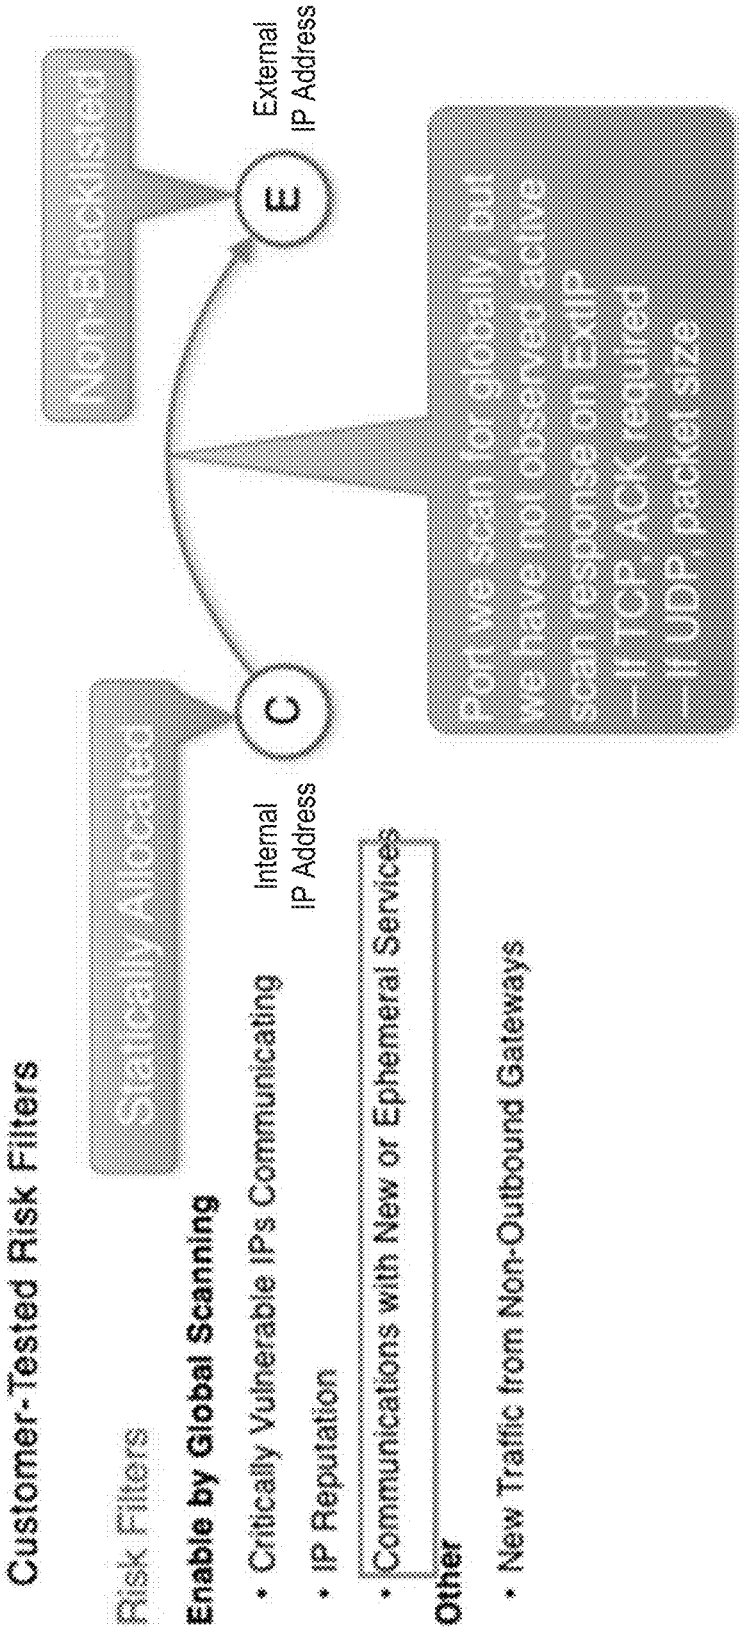 Customer-Tested Risk Filters
Risk Filters
Enable by Global Scanning
• Critically Vulnerable IPs Communicating
• IP Reputation
• Communications with New or Ephemeral Services
Other
• New Traffic from Non-Outbound Gateways
Statically Allocated
Non-Blacklisted
Internal
IP Address
C
E
External
IP Address
Port we scan for globally, but
we have not observed active
scan response on ExtIP
— If TCP, ACK required
— If UDP, packet size